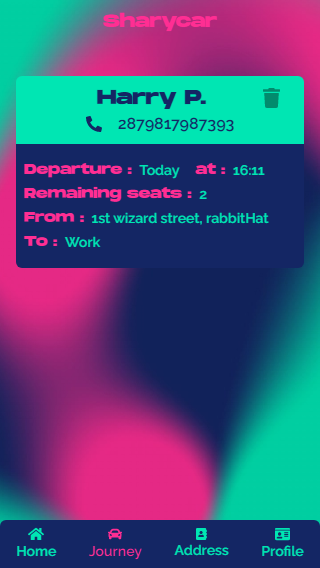 Sharycar
Harry P.
2879817987393
Departure : Today at : 16:11
Remaining seats : 2
From : 1st wizard street, rabbitHat
To : Work
Home Journey Address Profile